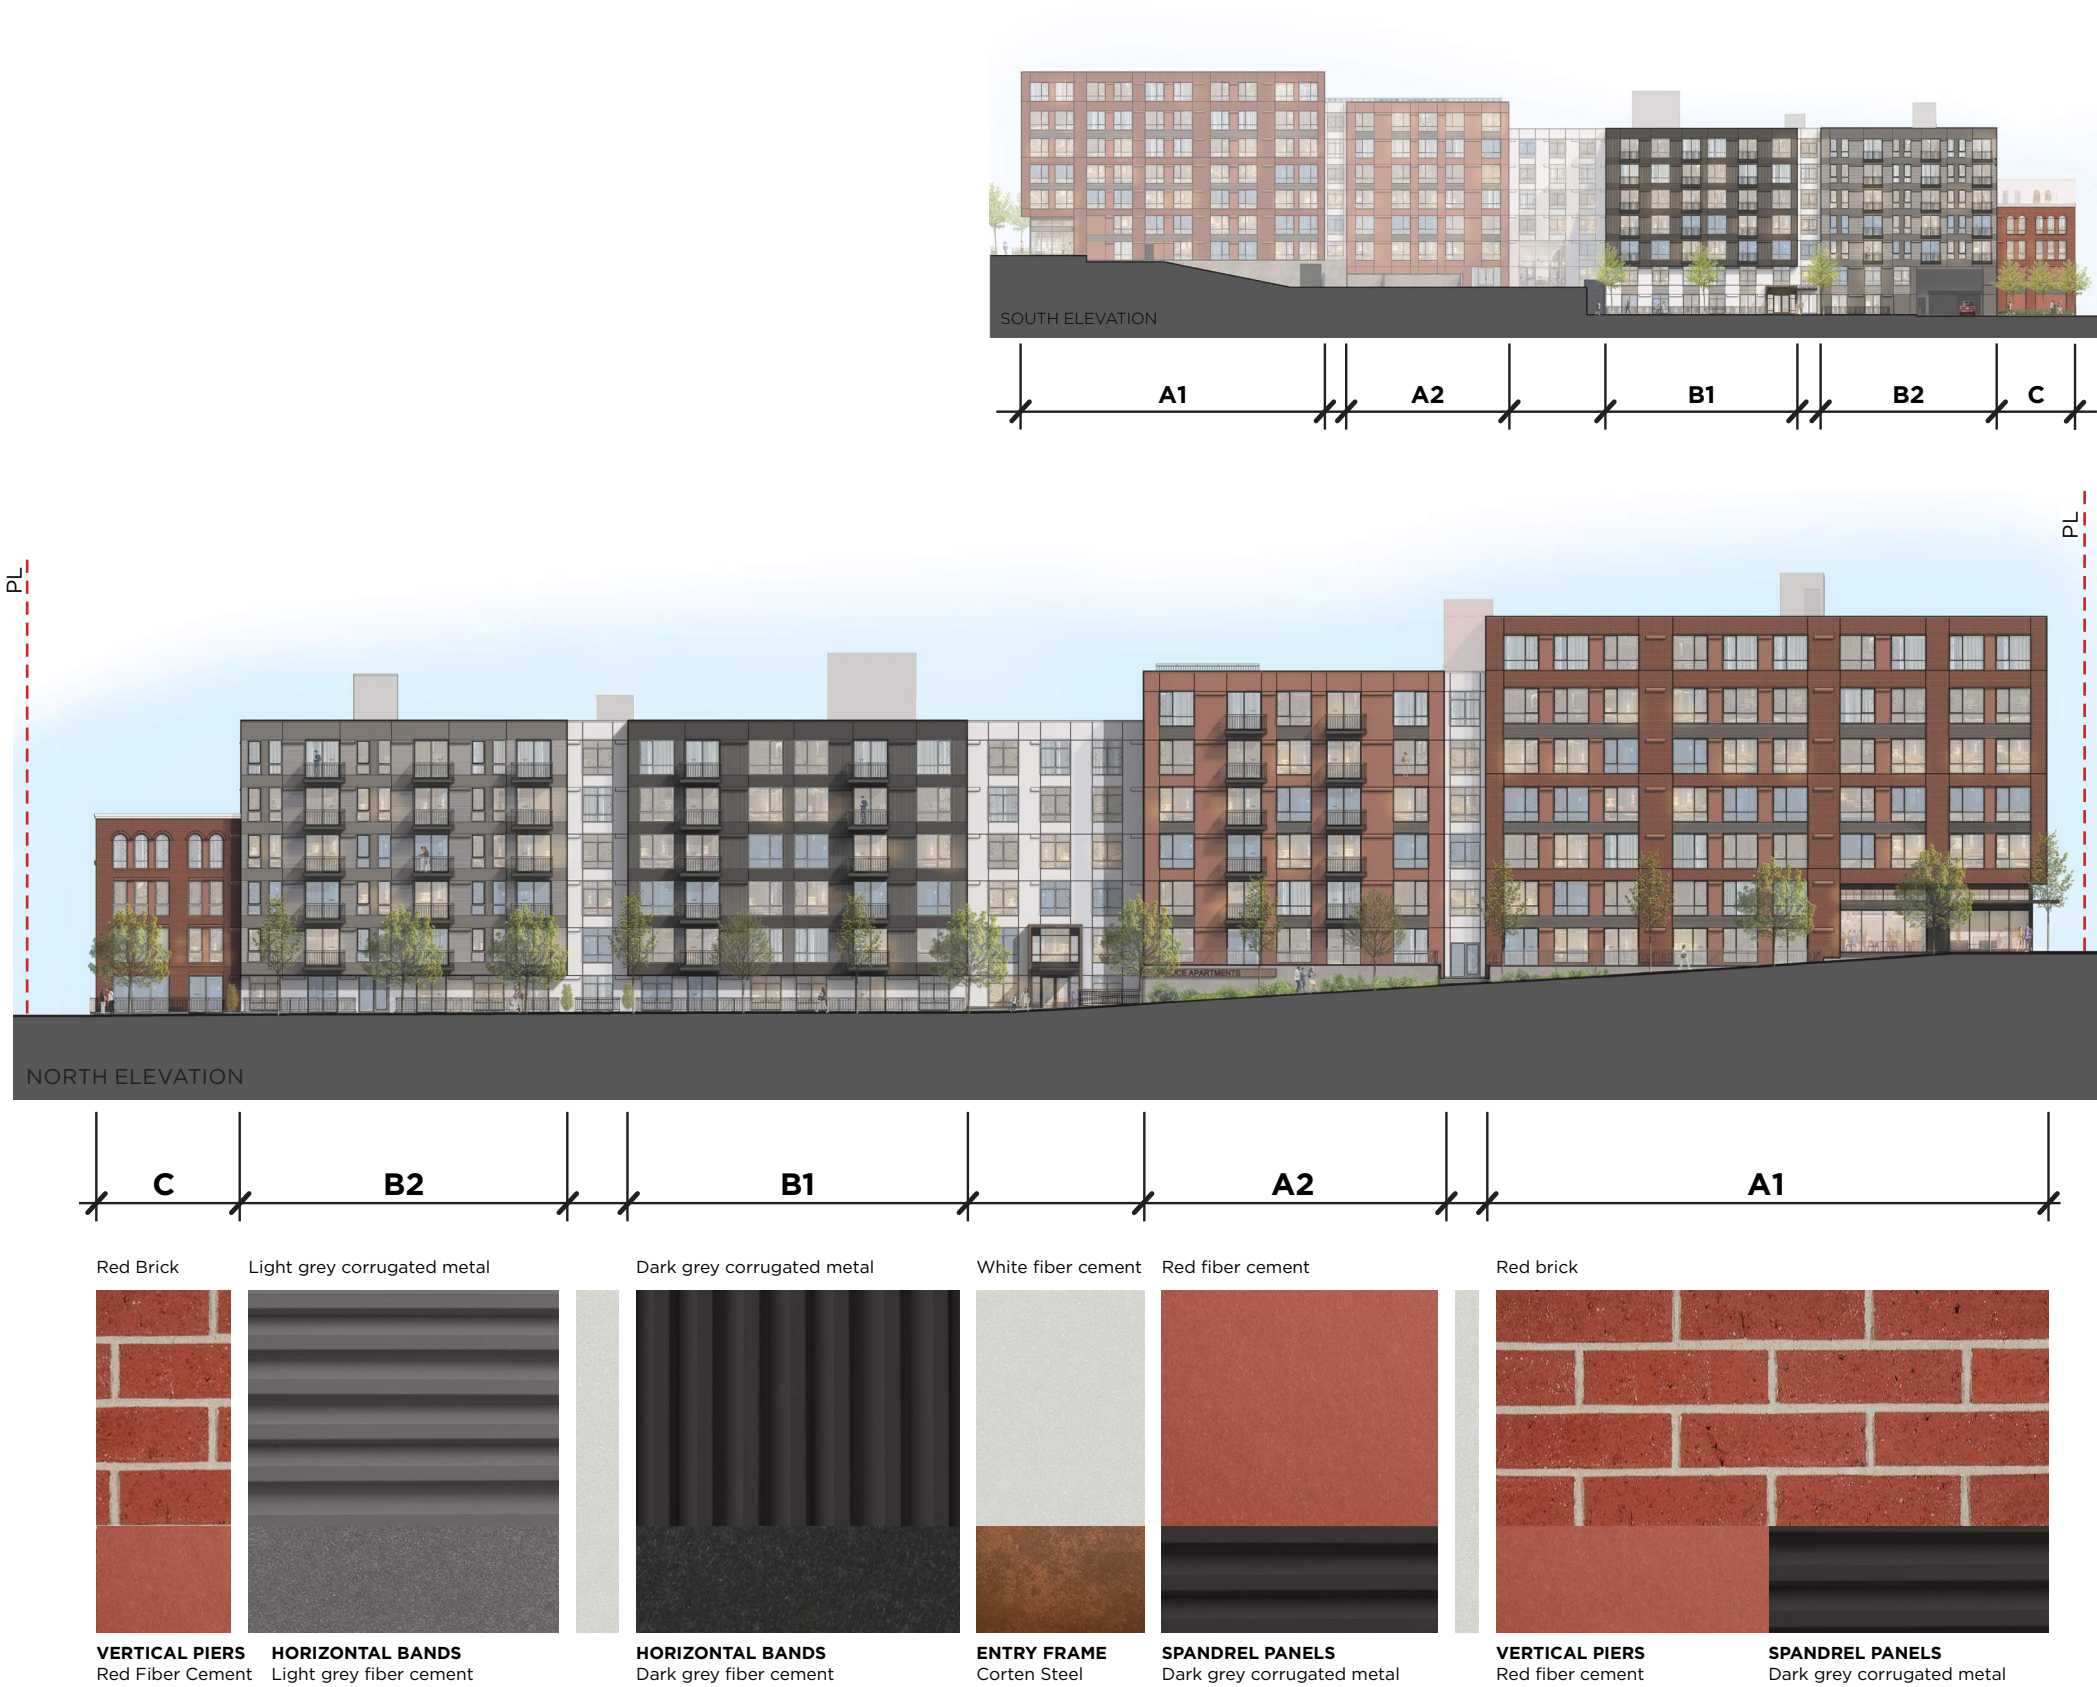 SOUTH ELEVATION
A1
A2
B1
B2
C
PL
PL
APARTMENTS
NORTH ELEVATION
C
B2
B1
A2
A1
Red Brick
Light grey corrugated metal
Dark grey corrugated metal
White fiber cement
Red fiber cement
Red brick
VERTICAL PIERS
Red Fiber Cement
HORIZONTAL BANDS
Light grey fiber cement
HORIZONTAL BANDS
Dark grey fiber cement
ENTRY FRAME
Corten Steel
SPANDREL PANELS
Dark grey corrugated metal
VERTICAL PIERS
Red fiber cement
SPANDREL PANELS
Dark grey corrugated metal